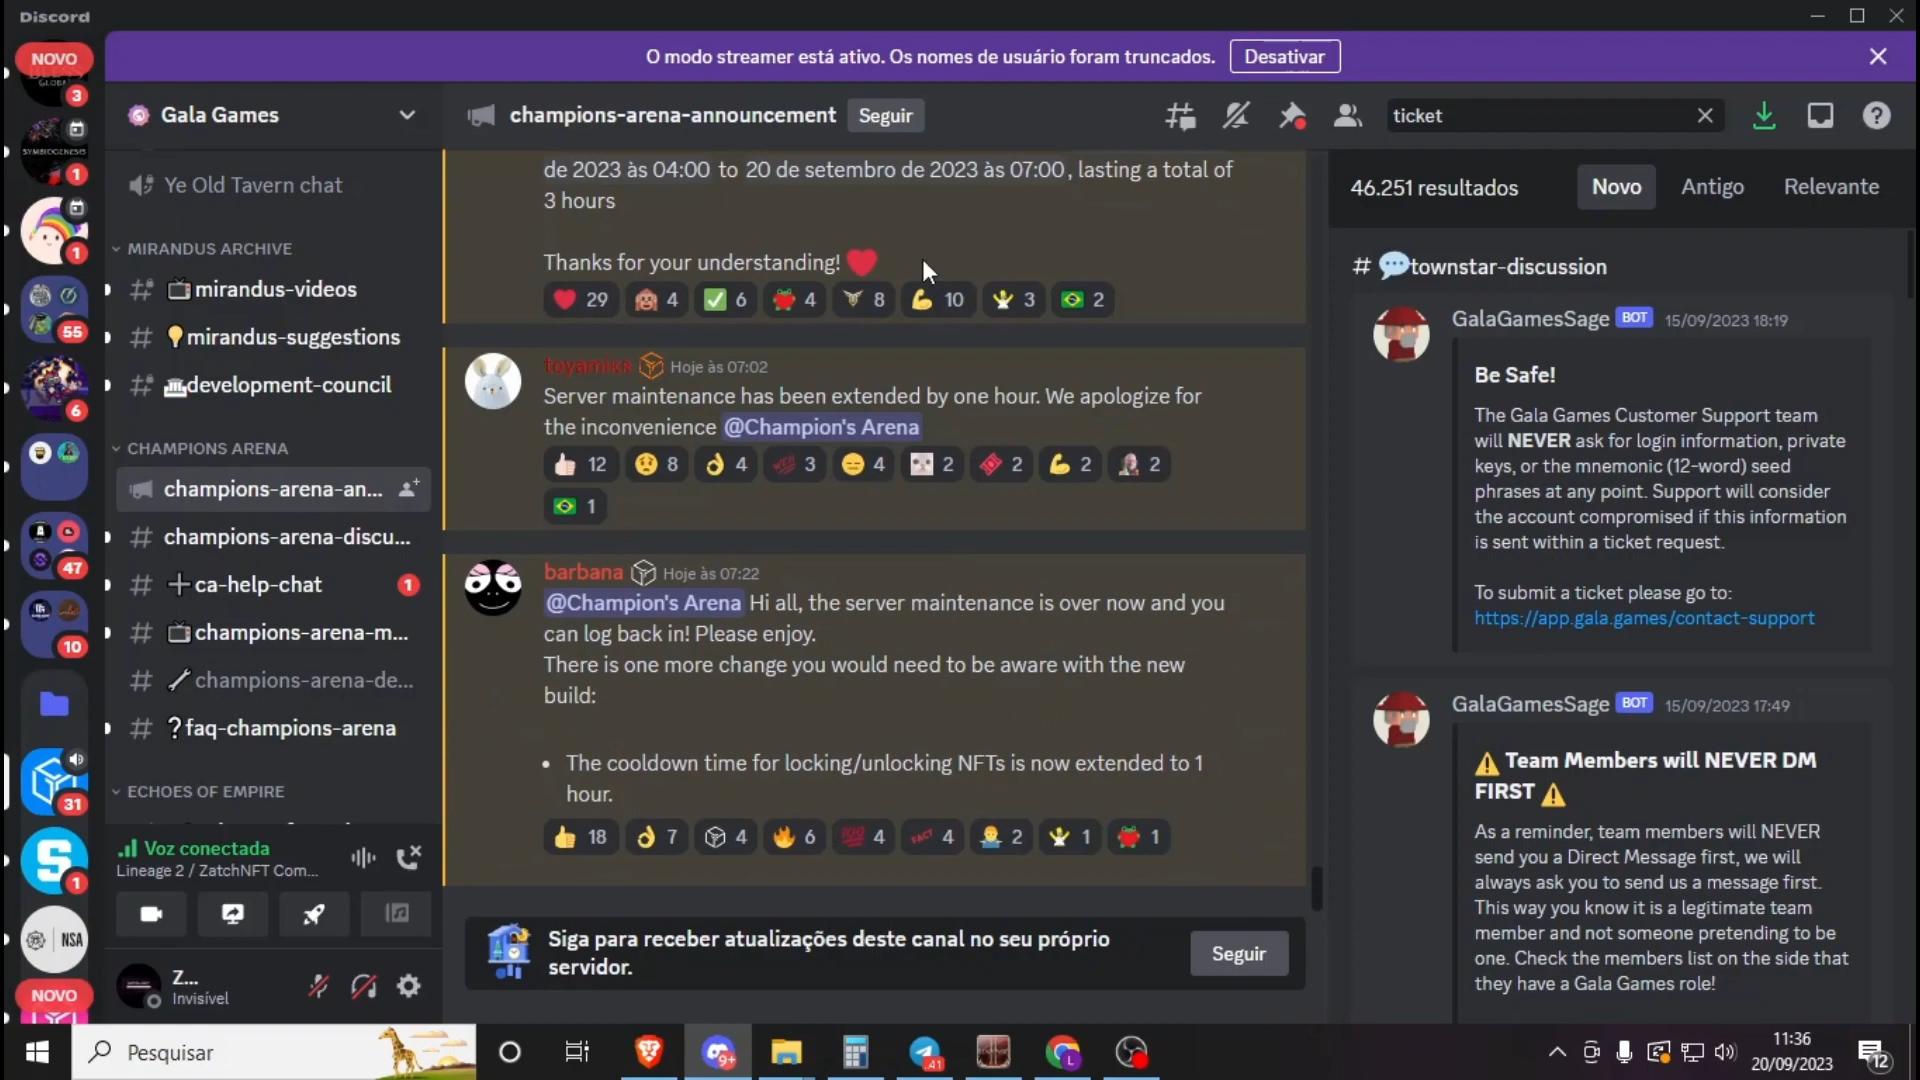 Discord
O modo streamer está ativo. Os nomes de usuário foram truncados.
Desativar
NOVO
GLOBAL
3
SYMBIOGENESIS
1
1
55
6
47
10
31
1
NSA
NOVO
Gala Games
Ye Old Tavern chat
MIRANDUS ARCHIVE
mirandus-videos
mirandus-suggestions
development-council
CHAMPIONS ARENA
champions-arena-an...
champions-arena-discu...
ca-help-chat
1
champions-arena-m...
champions-arena-de...
faq-champions-arena
ECHOES OF EMPIRE
Voz conectada
Lineage 2 / ZatchNFT Com...
Z...
Invisível
champions-arena-announcement
Seguir
ticket
de 2023 às 04:00 to 20 de setembro de 2023 às 07:00, lasting a total of
3 hours
Thanks for your understanding! ❤️
29 4 6 4 8 10 3 2
toyamike
Hoje às 07:02
Server maintenance has been extended by one hour. We apologize for
the inconvenience @Champion's Arena
12 8 4 3 4 2 2 2 2
1
barbana
Hoje às 07:22
@Champion's Arena Hi all, the server maintenance is over now and you
can log back in! Please enjoy.
There is one more change you would need to be aware with the new
build:
• The cooldown time for locking/unlocking NFTs is now extended to 1
hour.
18 7 4 6 4 4 2 1 1
Siga para receber atualizações deste canal no seu próprio
servidor.
Seguir
46.251 resultados
Novo
Antigo
Relevante
# 💬townstar-discussion
GalaGamesSage BOT 15/09/2023 18:19
Be Safe!
The Gala Games Customer Support team
will NEVER ask for login information, private
keys, or the mnemonic (12-word) seed
phrases at any point. Support will consider
the account compromised if this information
is sent within a ticket request.
To submit a ticket please go to:
https://app.gala.games/contact-support
GalaGamesSage BOT 15/09/2023 17:49
⚠️ Team Members will NEVER DM
FIRST ⚠️
As a reminder, team members will NEVER
send you a Direct Message first, we will
always ask you to send us a message first.
This way you know it is a legitimate team
member and not someone pretending to be
one. Check the members list on the side that
they have a Gala Games role!
Pesquisar
9+
41
L
11:36
20/09/2023
12